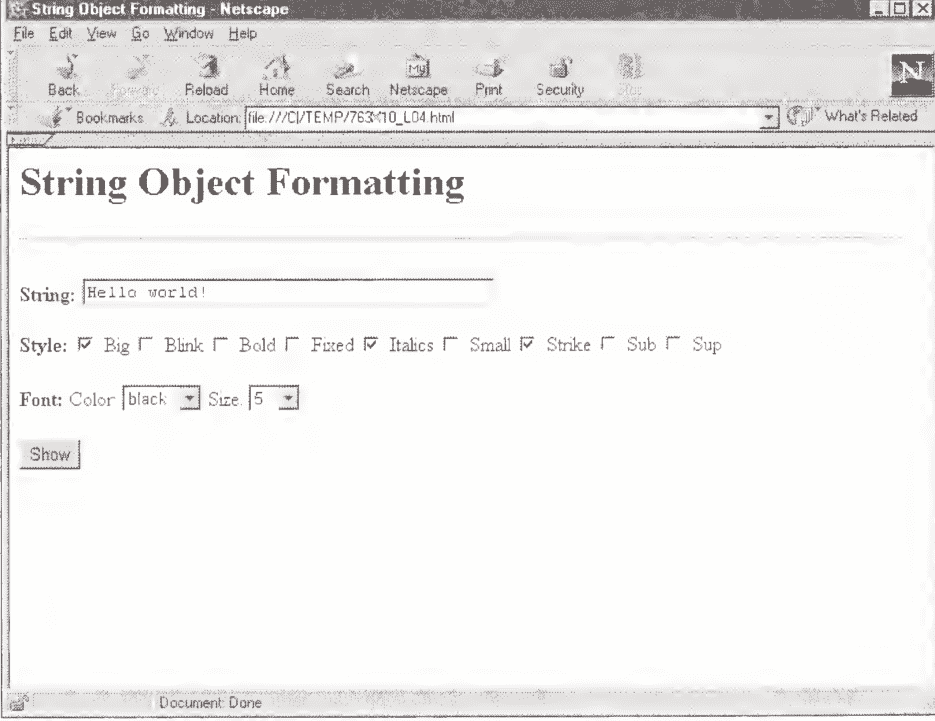 String Object Formatting - Netscape
File Edit View Go Window Help
Back Forward Reload Home Search Netscape Print Security Stop
Bookmarks Location: file:///C|/TEMP/763X10_L04.html What's Related
String Object Formatting
String: Hello world!
Style: Big Blink Bold Fixed Italics Small Strike Sub Sup
Font: Color black Size 5
Show
Document: Done